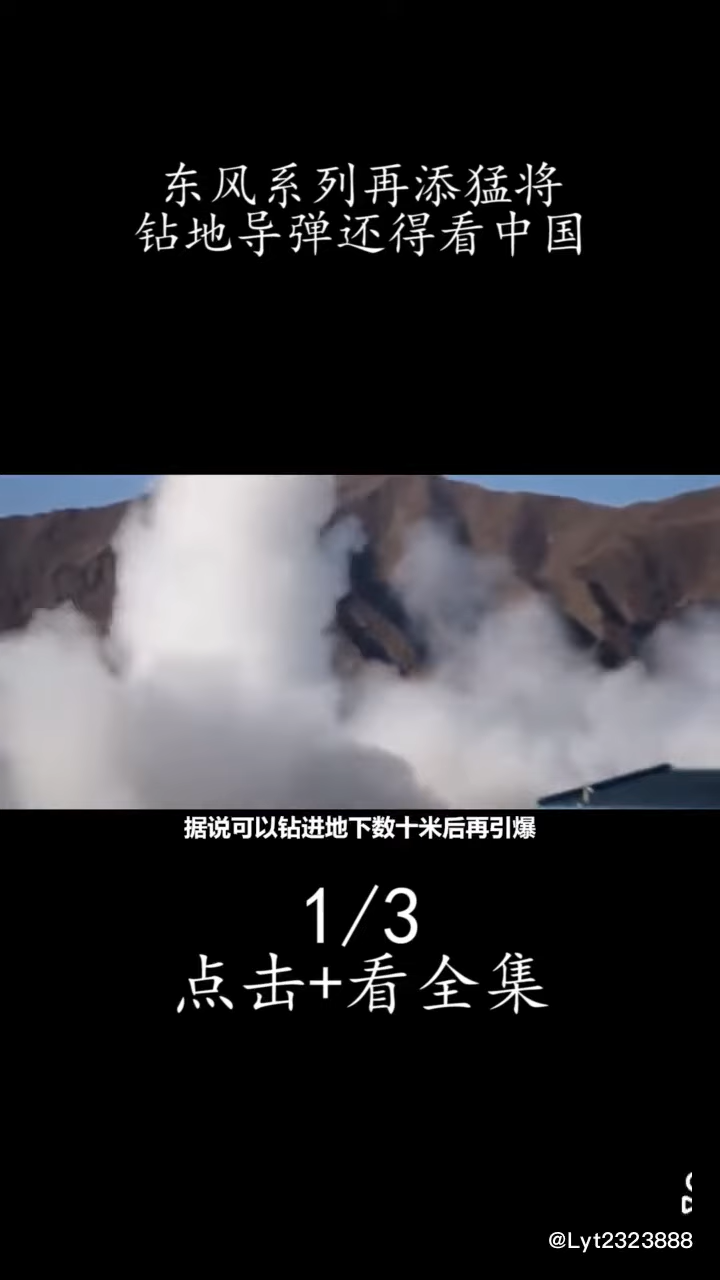 东风系列再添猛将
钻地导弹还得看中国
据说可以钻进地下数十米后再引爆
1/3
点击+看全集
@Lyt2323888